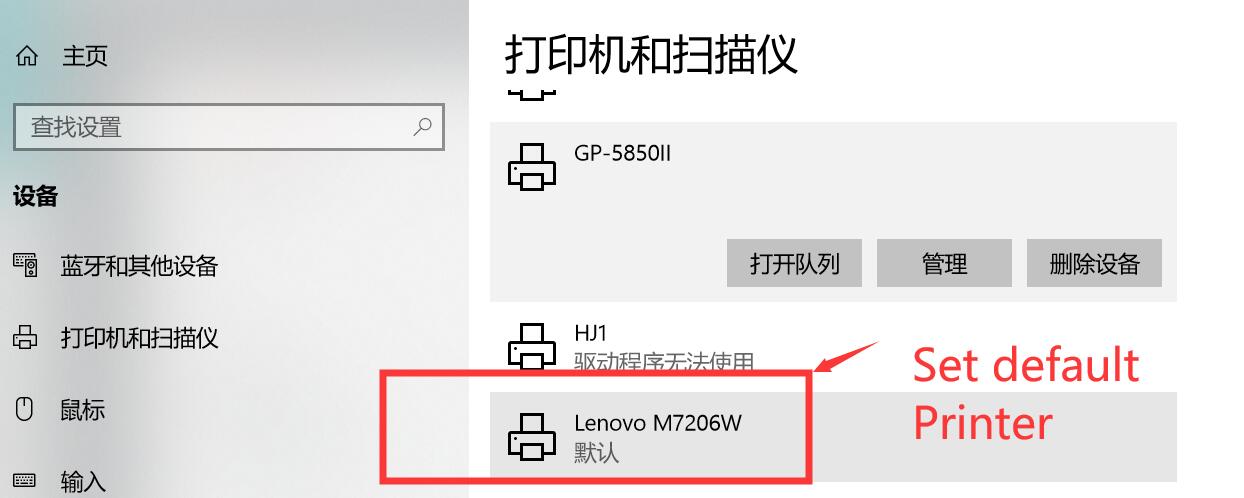 主页
查找设置
设备
蓝牙和其他设备
打印机和扫描仪
鼠标
输入
打印机和扫描仪
GP-5850II
打开队列
管理
删除设备
HJ1
驱动程序无法使用
Lenovo M7206W
默认
Set default
Printer